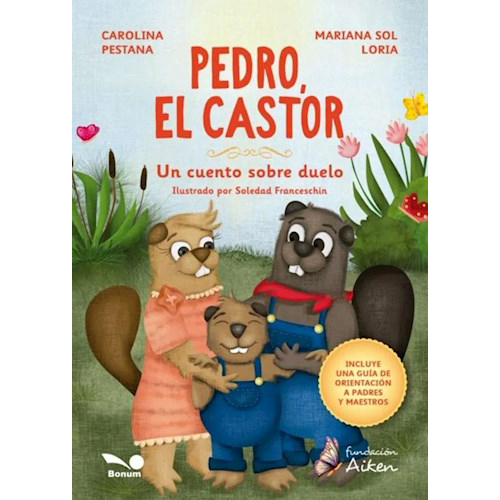 CAROLINA
PESTANA
MARIANA SOL
LORIA
PEDRO,
EL CASTOR
Un cuento sobre duelo
Ilustrado por Soledad Franceschin
INCLUYE
UNA GUÍA DE
ORIENTACIÓN
A PADRES
Y MAESTROS
Bonum
fundación
Aiken